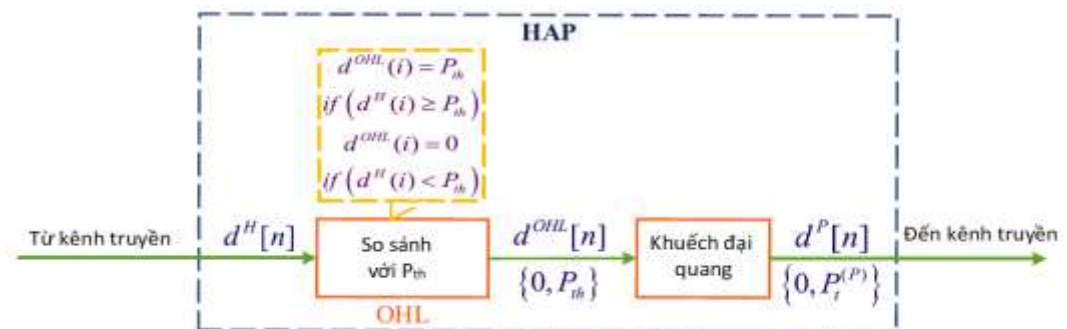 HAP
d^{OHL}(i) = P_{th}
if (d^{H}(i) ≥ P_{th})
d^{OHL}(i) = 0
if (d^{H}(i) < P_{th})
Từ kênh truyền
d^{H}[n]
So sánh
với P_{th}
OHL
d^{OHL}[n]
{0, P_{th}}
Khuếch đại
quang
d^{P}[n]
{0, P_{t}^{(P)}}
Đến kênh truyền